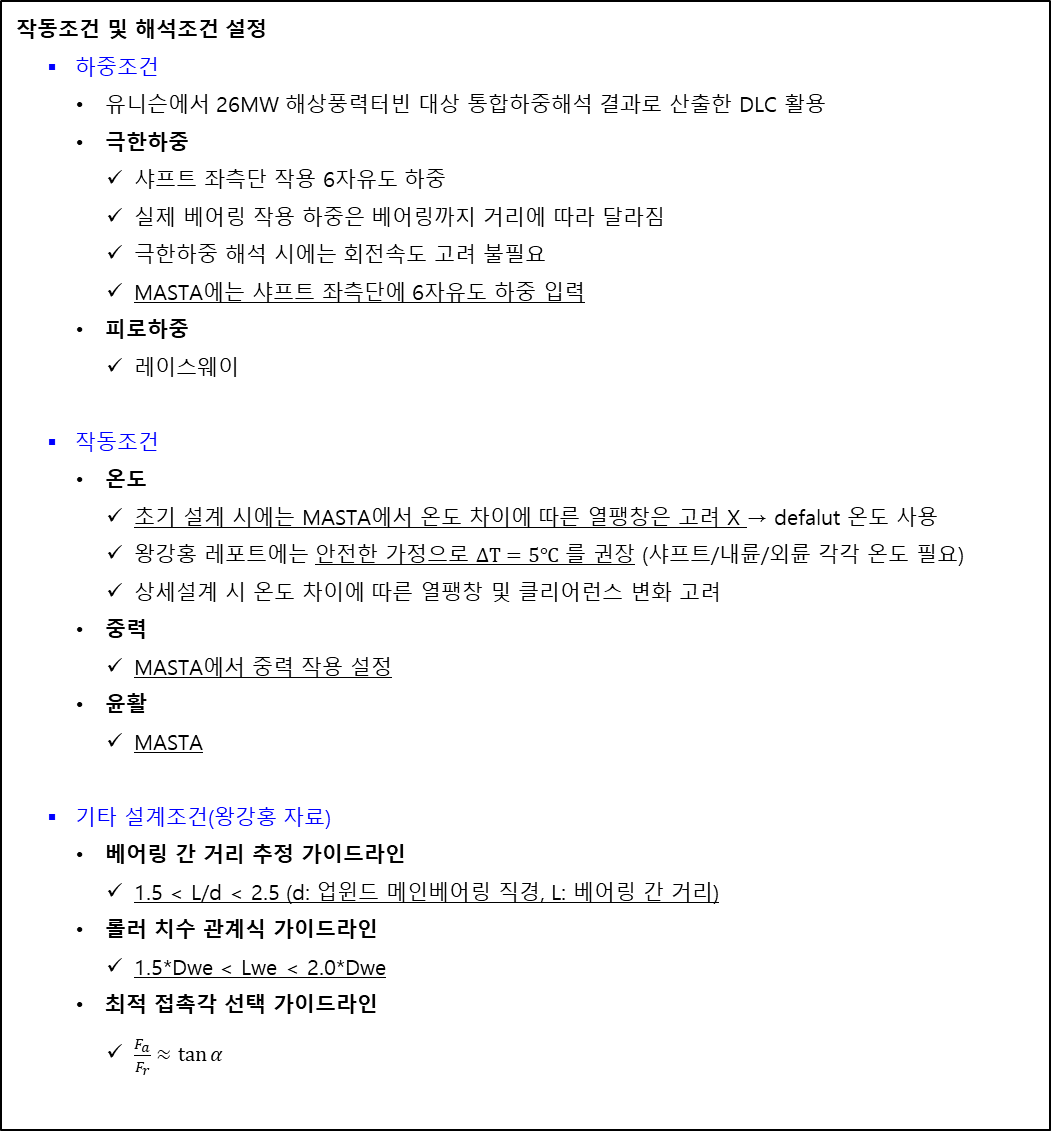 작동조건 및 해석조건 설정
▪ 하중조건
• 유니슨에서 26MW 해상풍력터빈 대상 통합하중해석 결과로 산출한 DLC 활용
• 극한하중
✓ 샤프트 좌측단 작용 6자유도 하중
✓ 실제 베어링 작용 하중은 베어링까지 거리에 따라 달라짐
✓ 극한하중 해석 시에는 회전속도 고려 불필요
✓ MASTA에는 샤프트 좌측단에 6자유도 하중 입력
• 피로하중
✓ 레이스웨이
▪ 작동조건
• 온도
✓ 초기 설계 시에는 MASTA에서 온도 차이에 따른 열팽창은 고려 X → defalut 온도 사용
✓ 왕강홍 레포트에는 안전한 가정으로 ΔT = 5℃ 를 권장 (샤프트/내륜/외륜 각각 온도 필요)
✓ 상세설계 시 온도 차이에 따른 열팽창 및 클리어런스 변화 고려
• 중력
✓ MASTA에서 중력 작용 설정
• 윤활
✓ MASTA
▪ 기타 설계조건(왕강홍 자료)
• 베어링 간 거리 추정 가이드라인
✓ 1.5 < L/d < 2.5 (d: 업윈드 메인베어링 직경, L: 베어링 간 거리)
• 롤러 치수 관계식 가이드라인
✓ 1.5*Dwe < Lwe < 2.0*Dwe
• 최적 접촉각 선택 가이드라인
✓ Fa/Fr ≈ tan α